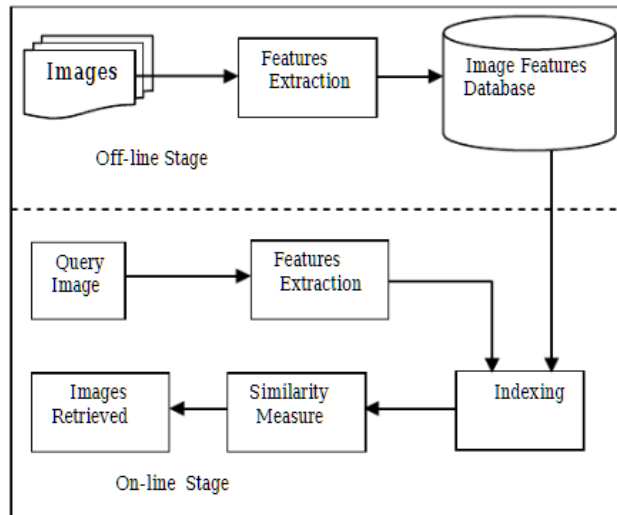 Images
Features
Extraction
Image Features
Database
Off-line Stage
Query
Image
Features
Extraction
Images
Retrieved
Similarity
Measure
Indexing
On-line Stage